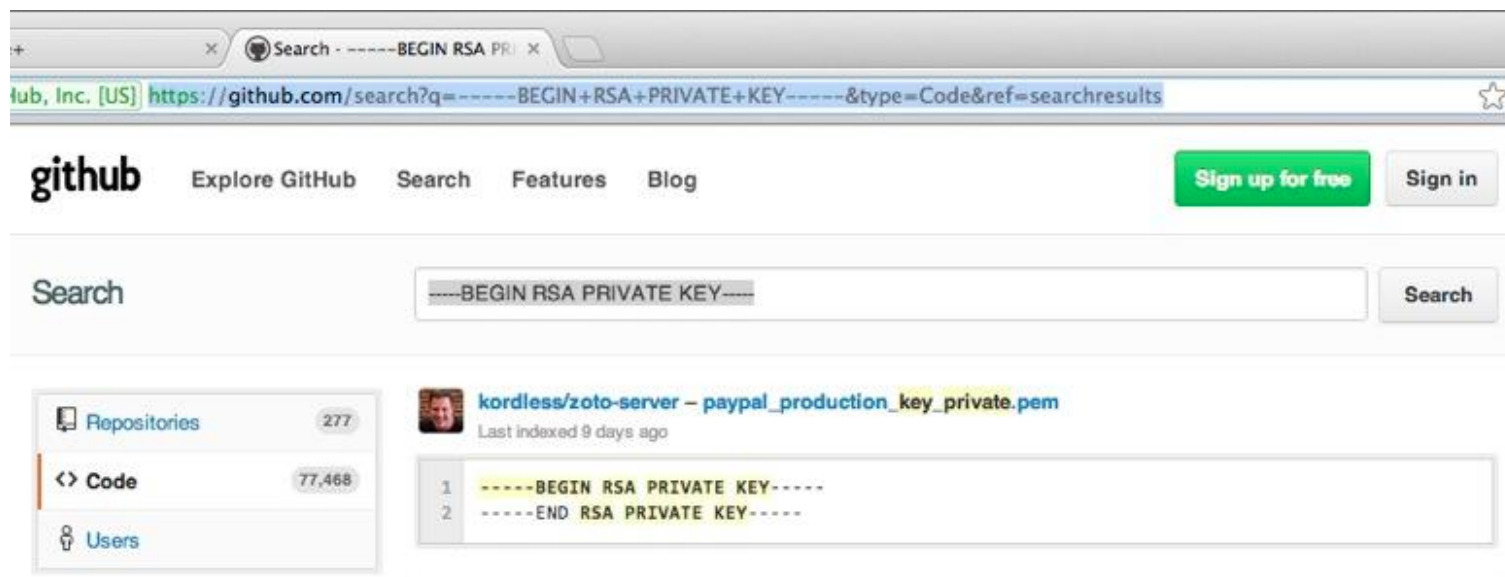 Search - -----BEGIN RSA PRI
Hub, Inc. [US] https://github.com/search?q=-----BEGIN+RSA+PRIVATE+KEY-----&type=Code&ref=searchresults
github Explore GitHub Search Features Blog Sign up for free Sign in
Search -----BEGIN RSA PRIVATE KEY----- Search
Repositories 277
Code 77,468
Users
kordless/zoto-server – paypal_production_key_private.pem
Last indexed 9 days ago
1 -----BEGIN RSA PRIVATE KEY-----
2 -----END RSA PRIVATE KEY-----